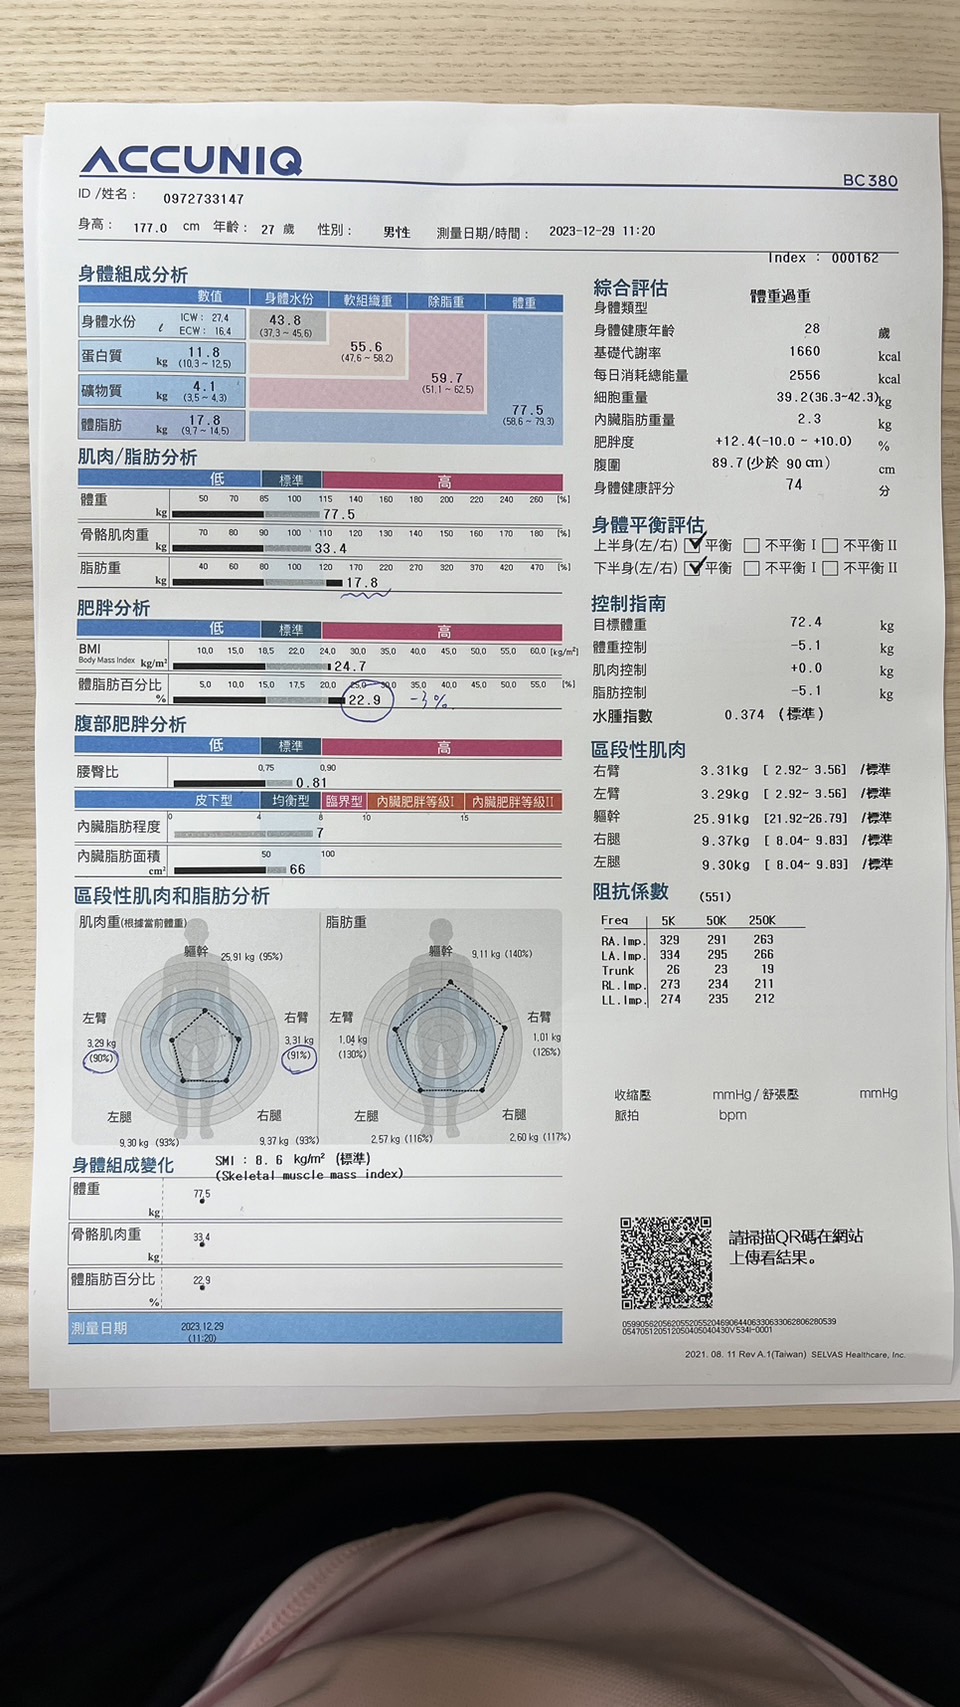 ACCUNIQ
BC380
ID /姓名： 0972733147
身高： 177.0 cm 年齡： 27 歲 性別： 男性 測量日期/時間： 2023-12-29 11:20
Index : 000162
身體組成分析
數值 身體水份 軟組織重 除脂重 體重
身體水份 ℓ ICW: 27.4 ECW: 16.4 43.8 (37.3 ~ 45.6)
蛋白質 kg 11.8 (10.3 ~ 12.5) 55.6 (47.6 ~ 58.2)
礦物質 kg 4.1 (3.5 ~ 4.3) 59.7 (51.1 ~ 62.5)
體脂肪 kg 17.8 (9.7 ~ 14.5) 77.5 (58.6 ~ 79.3)
肌肉/脂肪分析
低 標準 高
體重 kg 50 70 85 100 115 140 160 180 200 220 240 260 [%]
77.5
骨骼肌肉重 kg 70 80 90 100 110 120 130 140 150 160 170 180 [%]
33.4
脂肪重 kg 40 60 80 100 120 170 220 270 320 370 420 470 [%]
17.8
肥胖分析
低 標準 高
BMI Body Mass Index kg/m² 10.0 15.0 18.5 22.0 24.0 30.0 35.0 40.0 45.0 50.0 55.0 60.0 [kg/m²]
24.7
體脂肪百分比 % 5.0 10.0 15.0 17.5 20.0 25.0 30.0 35.0 40.0 45.0 50.0 55.0 [%]
22.9 -3%
腹部肥胖分析
低 標準 高
腰臀比 0.75 0.90
0.81
皮下型 均衡型 臨界型 內臟肥胖等級I 內臟肥胖等級II
內臟脂肪程度 0 4 8 10 15
7
內臟脂肪面積 cm² 50 100
66
區段性肌肉和脂肪分析
肌肉重(根據當前體重)
軀幹 25.91 kg (95%)
左臂 3.29 kg (90%)
右臂 3.31 kg (91%)
左腿 9.30 kg (93%)
右腿 9.37 kg (93%)
脂肪重
軀幹 9.11 kg (140%)
左臂 1.04 kg (130%)
右臂 1.01 kg (126%)
左腿 2.57 kg (116%)
右腿 2.60 kg (117%)
身體組成變化 SMI : 8.6 kg/m² (標準)
(Skeletal muscle mass index)
體重 kg 77.5
骨骼肌肉重 kg 33.4
體脂肪百分比 % 22.9
測量日期 2023.12.29
(11:20)
綜合評估
身體類型 體重過重
身體健康年齡 28 歲
基礎代謝率 1660 kcal
每日消耗總能量 2556 kcal
細胞重量 39.2(36.3~42.3)kg
內臟脂肪重量 2.3 kg
肥胖度 +12.4(-10.0 ~ +10.0) %
腹圍 89.7(少於 90 cm) cm
身體健康評分 74 分
身體平衡評估
上半身(左/右) 平衡 不平衡 I 不平衡 II
下半身(左/右) 平衡 不平衡 I 不平衡 II
控制指南
目標體重 72.4 kg
體重控制 -5.1 kg
肌肉控制 +0.0 kg
脂肪控制 -5.1 kg
水腫指數 0.374 (標準)
區段性肌肉
右臂 3.31kg [ 2.92~ 3.56] /標準
左臂 3.29kg [ 2.92~ 3.56] /標準
軀幹 25.91kg [21.92~26.79] /標準
右腿 9.37kg [ 8.04~ 9.83] /標準
左腿 9.30kg [ 8.04~ 9.83] /標準
阻抗係數 (551)
Freq 5K 50K 250K
RA.Imp. 329 291 263
LA.Imp. 334 295 266
Trunk 26 23 19
RL.Imp. 273 234 211
LL.Imp. 274 235 212
收縮壓 mmHg / 舒張壓 mmHg
脈拍 bpm
請掃描QR碼在網站
上傳看結果。
2021. 08. 11 Rev A.1(Taiwan) SELVAS Healthcare, Inc.